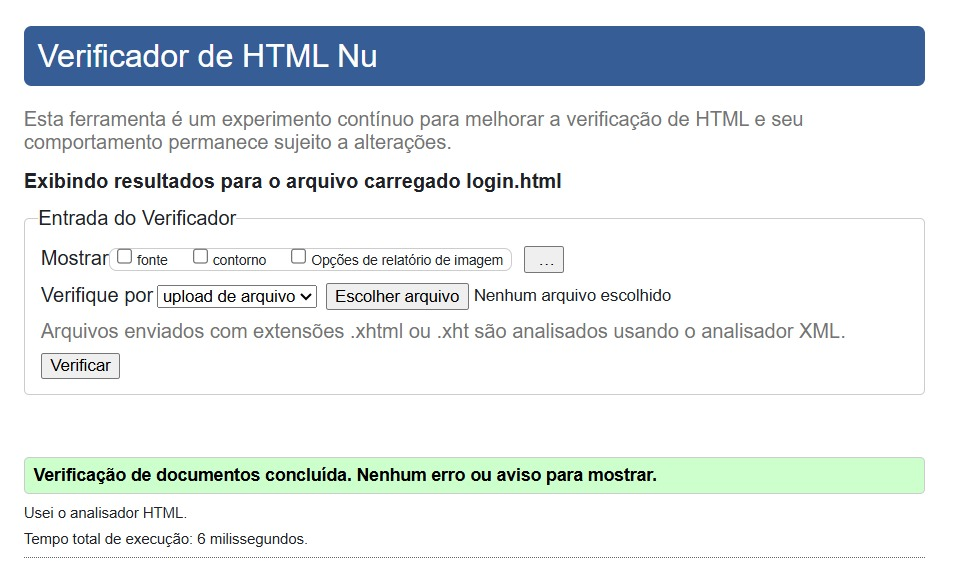 Verificador de HTML Nu
Esta ferramenta é um experimento contínuo para melhorar a verificação de HTML e seu
comportamento permanece sujeito a alterações.
Exibindo resultados para o arquivo carregado login.html
Entrada do Verificador
Mostrar fonte contorno Opções de relatório de imagem ...
Verifique por upload de arquivo Escolher arquivo Nenhum arquivo escolhido
Arquivos enviados com extensões .xhtml ou .xht são analisados usando o analisador XML.
Verificar
Verificação de documentos concluída. Nenhum erro ou aviso para mostrar.
Usei o analisador HTML.
Tempo total de execução: 6 milissegundos.